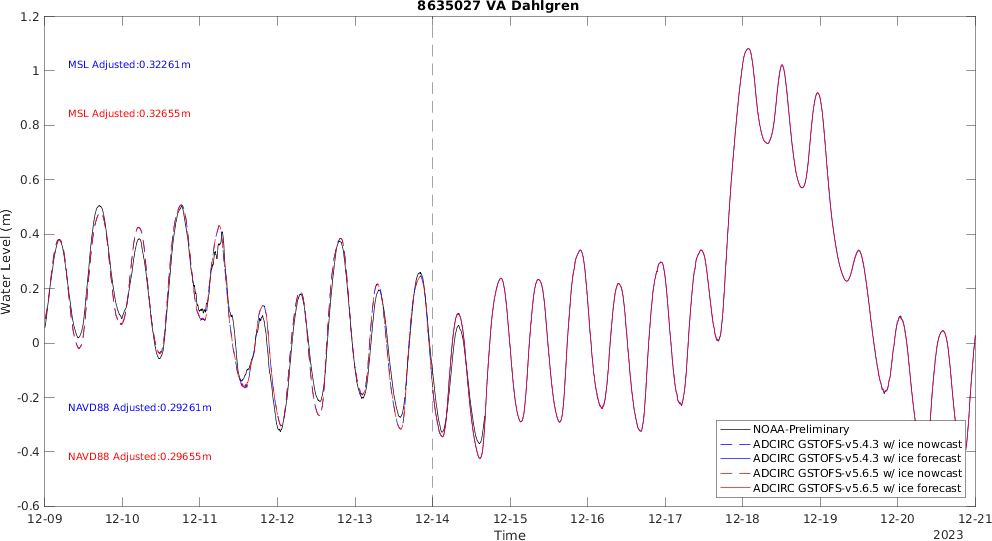 8635027 VA Dahlgren
1.2
1
0.8
0.6
0.4
0.2
0
-0.2
-0.4
-0.6
Water Level (m)
MSL Adjusted:0.32261m
MSL Adjusted:0.32655m
NAVD88 Adjusted:0.29261m
NAVD88 Adjusted:0.29655m
NOAA-Preliminary
ADCIRC GSTOFS-v5.4.3 w/ ice nowcast
ADCIRC GSTOFS-v5.4.3 w/ ice forecast
ADCIRC GSTOFS-v5.6.5 w/ ice nowcast
ADCIRC GSTOFS-v5.6.5 w/ ice forecast
12-09 12-10 12-11 12-12 12-13 12-14 12-15 12-16 12-17 12-18 12-19 12-20 12-21
Time
2023